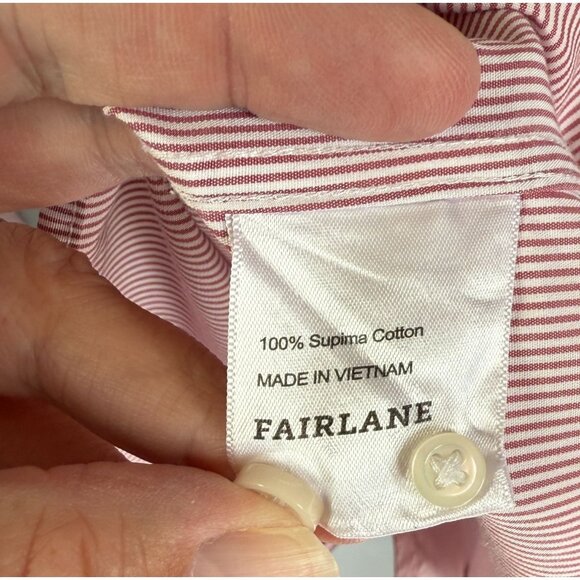 100% Supima Cotton
MADE IN VIETNAM
FAIRLANE